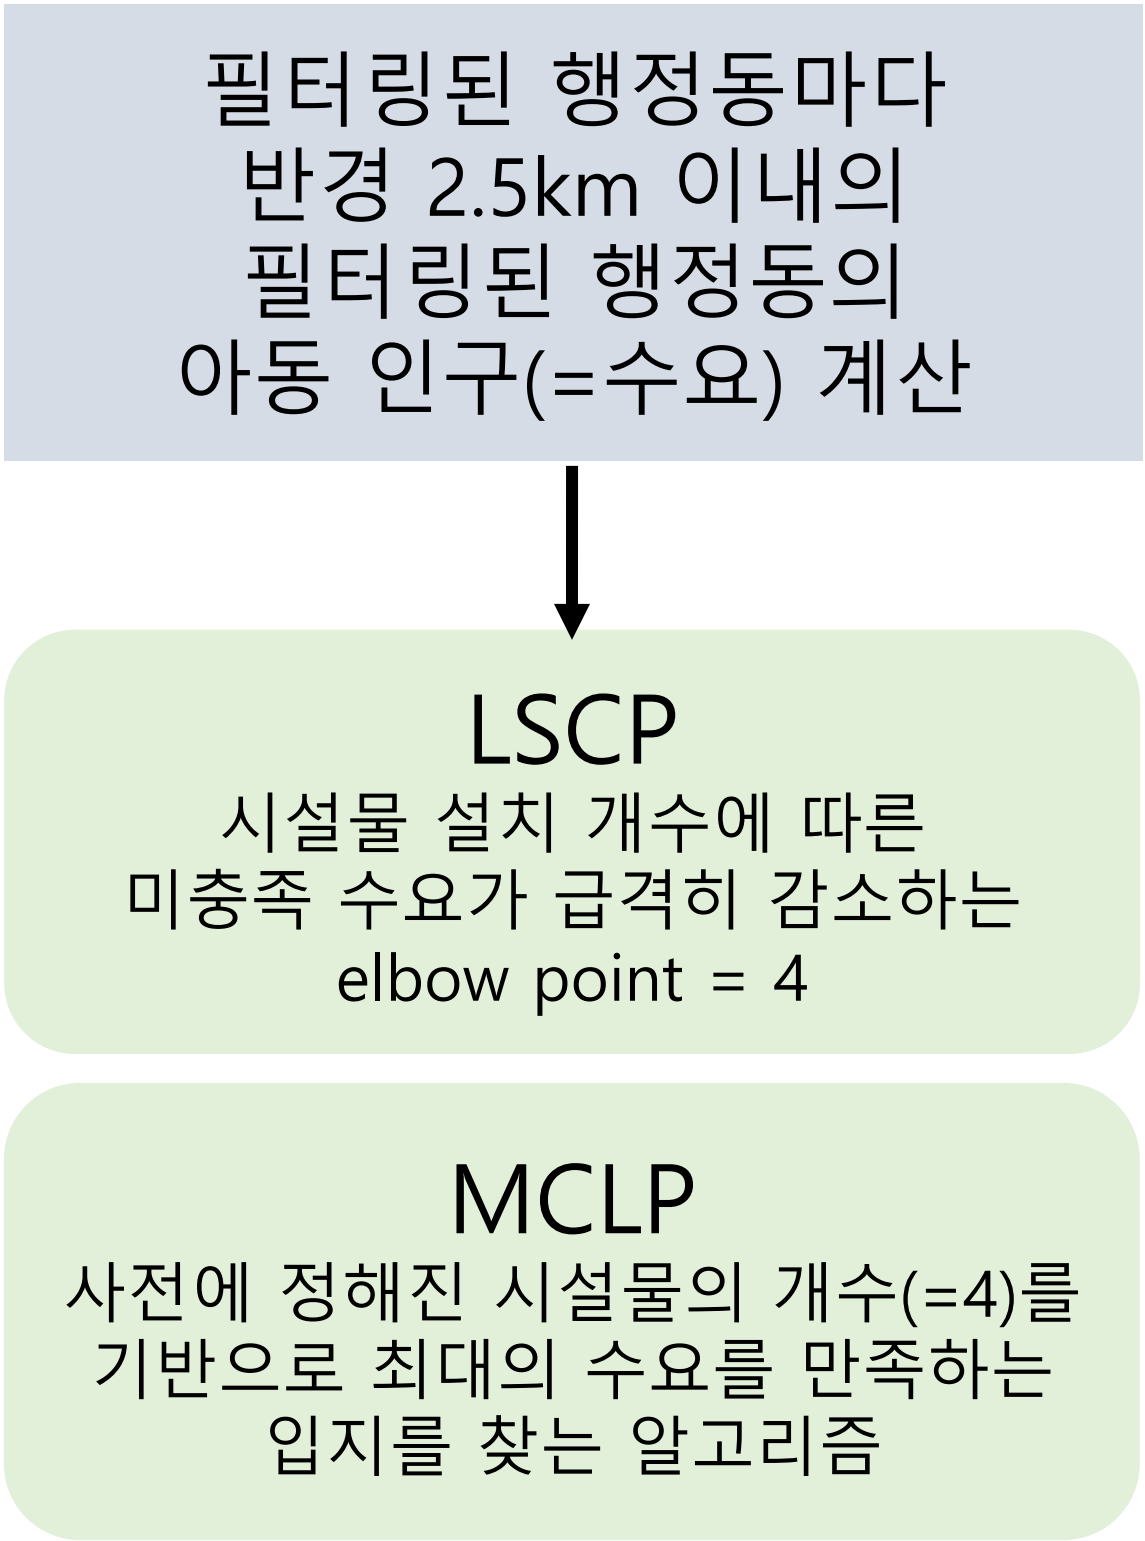 필터링된 행정동마다
반경 2.5km 이내의
필터링된 행정동의
아동 인구(=수요) 계산
LSCP
시설물 설치 개수에 따른
미충족 수요가 급격히 감소하는
elbow point = 4
MCLP
사전에 정해진 시설물의 개수(=4)를
기반으로 최대의 수요를 만족하는
입지를 찾는 알고리즘